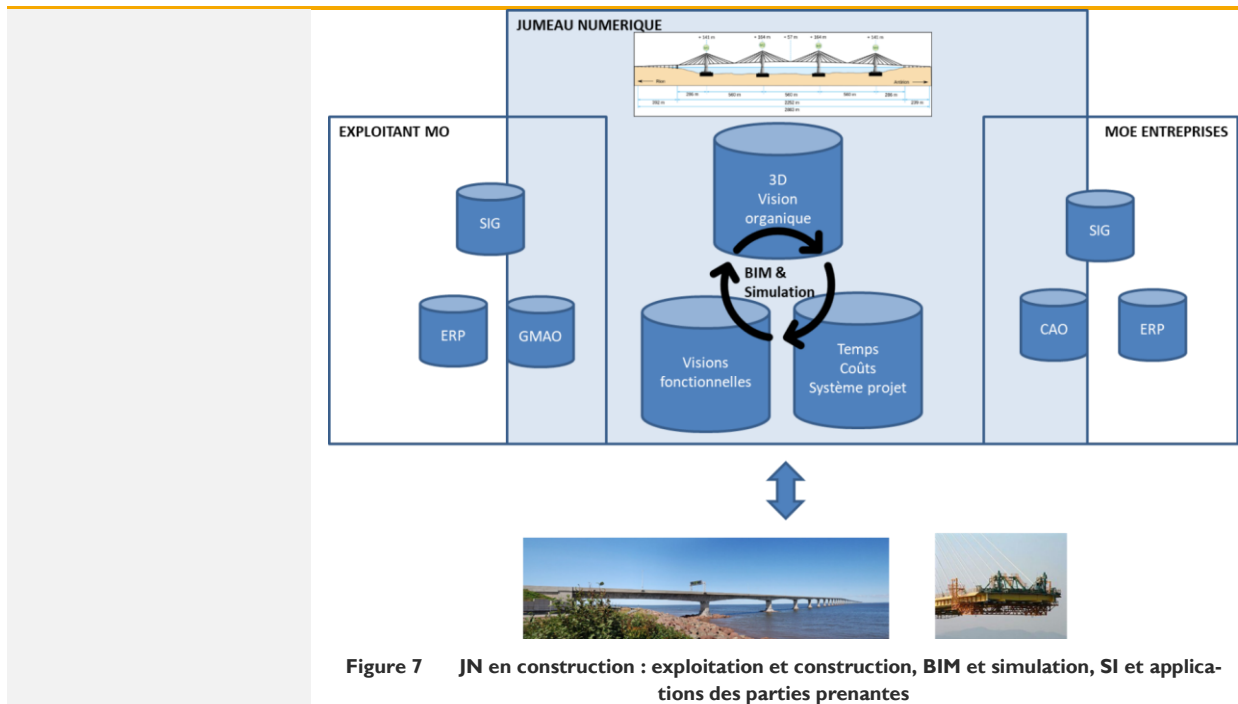 JUMEAU NUMERIQUE
EXPLOITANT MO
MOE ENTREPRISES
3D
Vision
organique
SIG
SIG
BIM &
Simulation
ERP
GMAO
Visions
fonctionnelles
Temps
Coûts
Système projet
CAO
ERP
Figure 7 JN en construction : exploitation et construction, BIM et simulation, SI et applica-
tions des parties prenantes